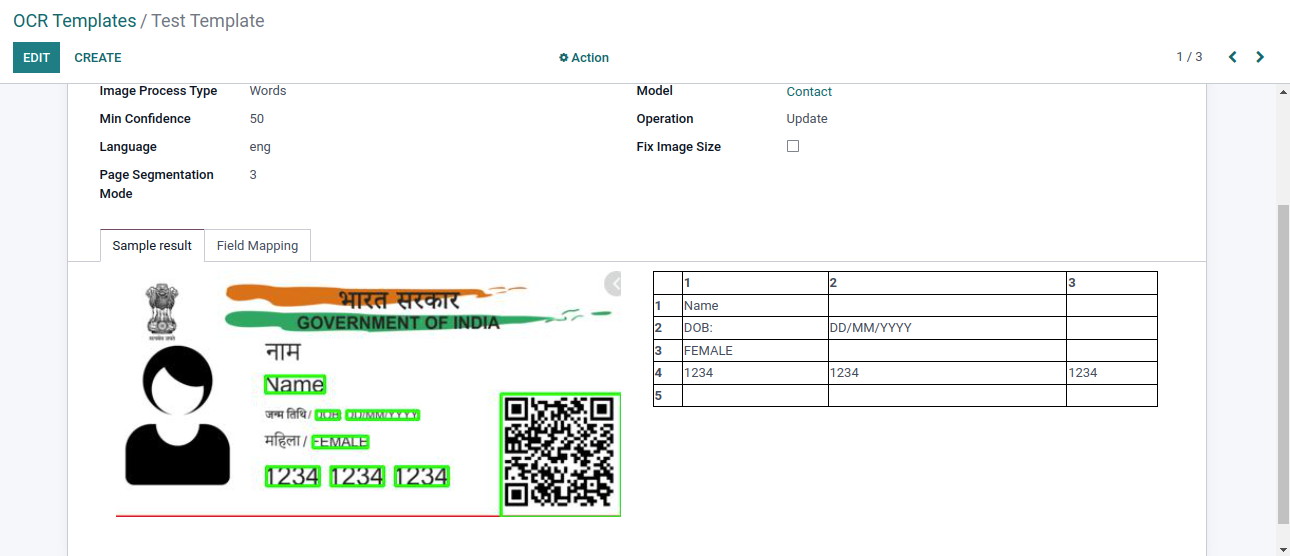 OCR Templates / Test Template
EDIT CREATE Action 1 / 3
Image Process Type Words Model Contact
Min Confidence 50 Operation Update
Language eng Fix Image Size
Page Segmentation Mode 3
Sample result Field Mapping
भारत सरकार
GOVERNMENT OF INDIA
नाम
Name
जन्म तिथि / DOB DD/MM/YYYY
महिला / FEMALE
1234 1234 1234
1 2 3
1 Name
2 DOB: DD/MM/YYYY
3 FEMALE
4 1234 1234 1234
5